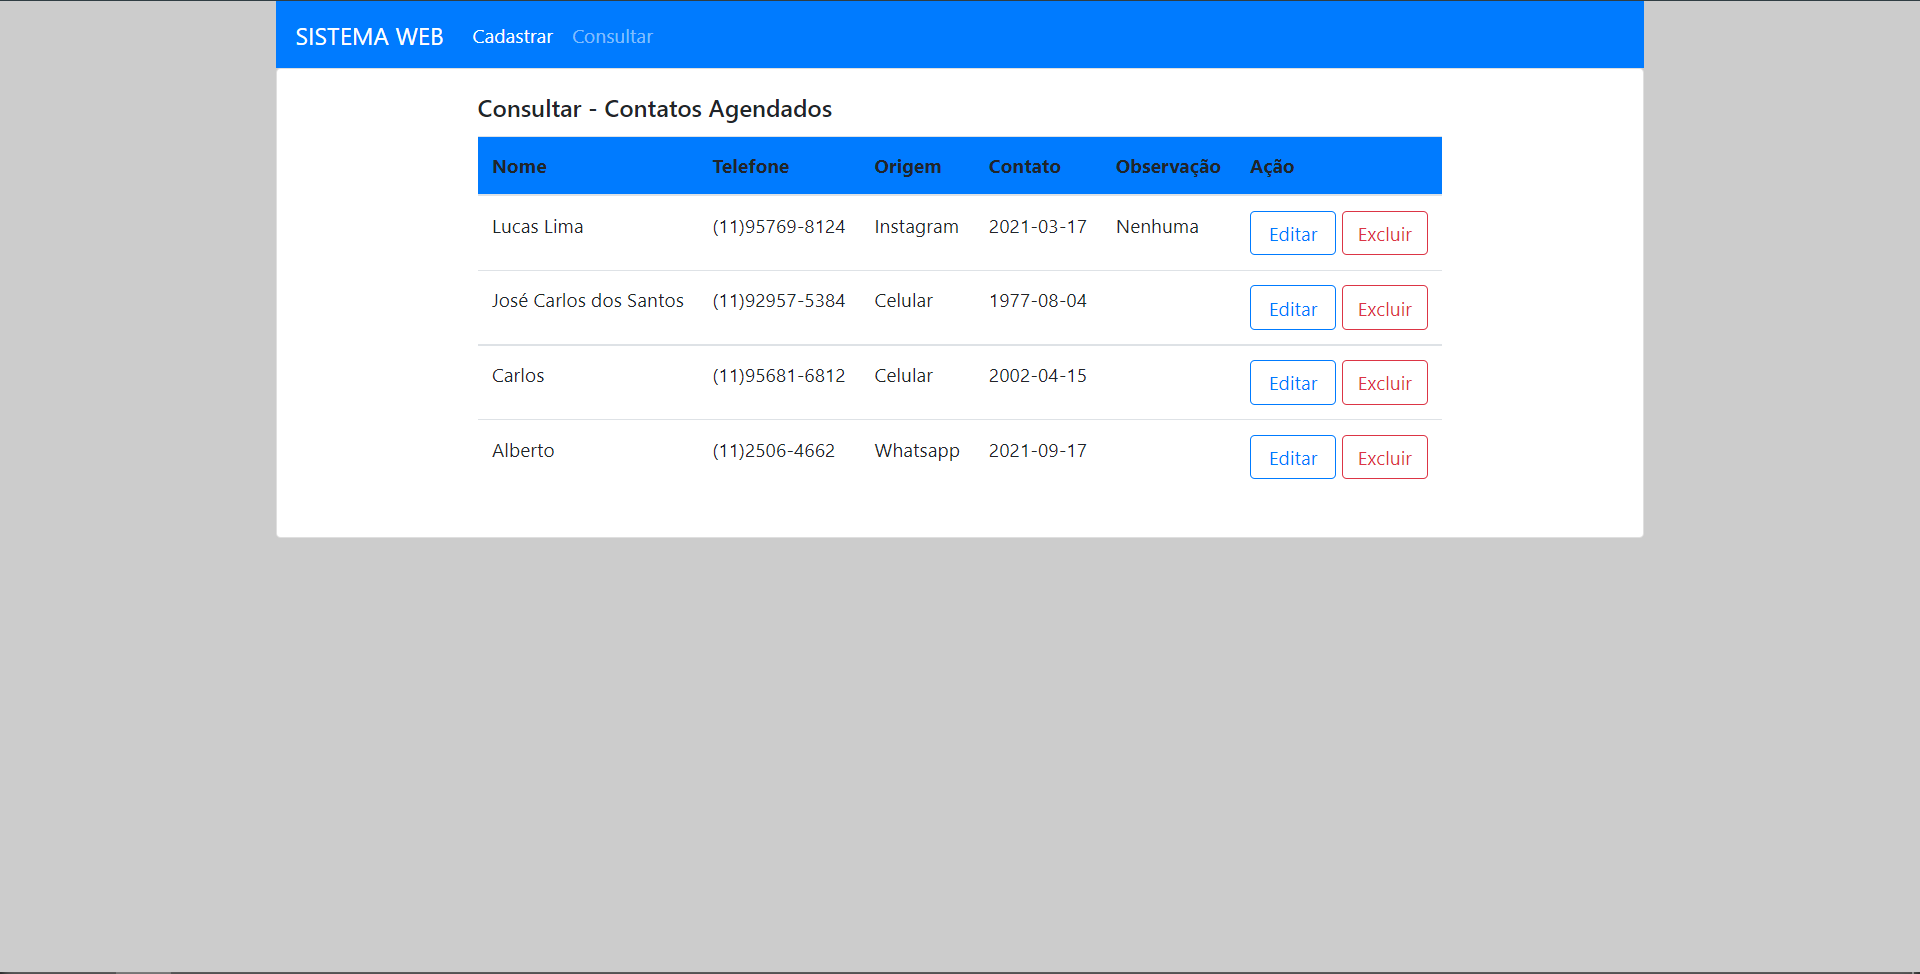 SISTEMA WEB Cadastrar Consultar
Consultar - Contatos Agendados
Nome Telefone Origem Contato Observação Ação
Lucas Lima (11)95769-8124 Instagram 2021-03-17 Nenhuma Editar Excluir
José Carlos dos Santos (11)92957-5384 Celular 1977-08-04 Editar Excluir
Carlos (11)95681-6812 Celular 2002-04-15 Editar Excluir
Alberto (11)2506-4662 Whatsapp 2021-09-17 Editar Excluir